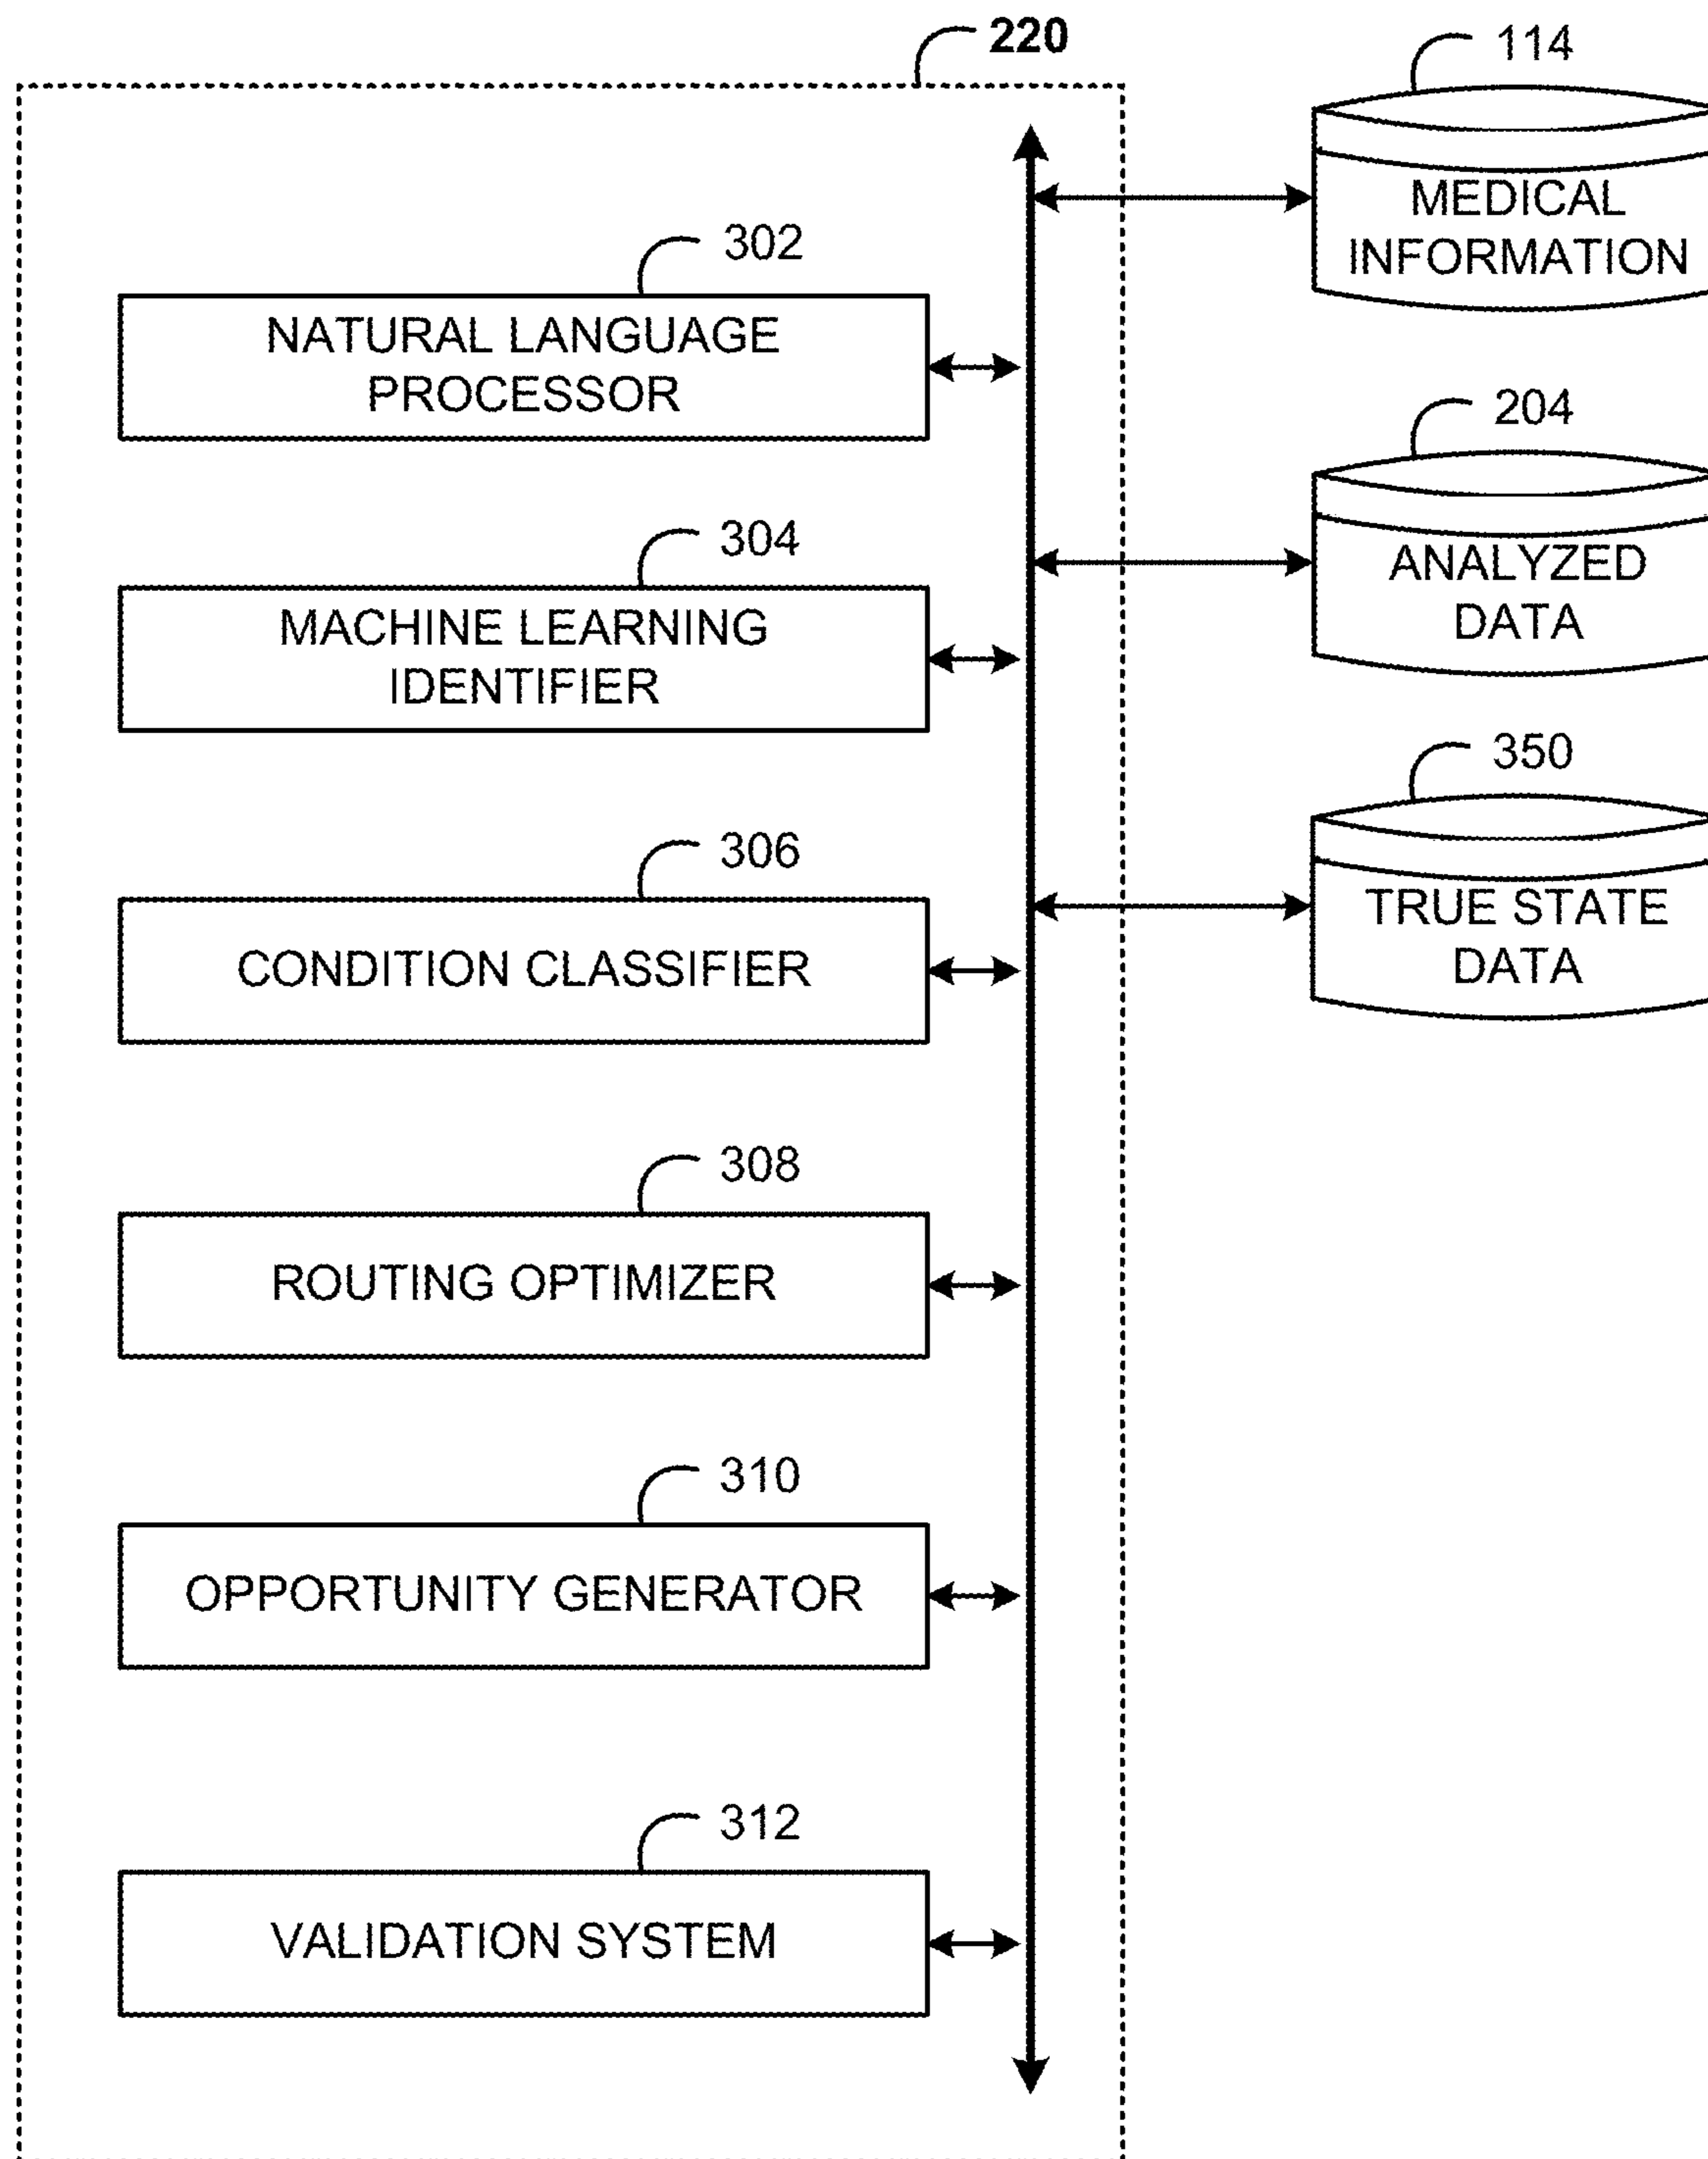 220
114
MEDICAL
INFORMATION
302
NATURAL LANGUAGE
PROCESSOR
204
ANALYZED
DATA
304
MACHINE LEARNING
IDENTIFIER
350
TRUE STATE
DATA
306
CONDITION CLASSIFIER
308
ROUTING OPTIMIZER
310
OPPORTUNITY GENERATOR
312
VALIDATION SYSTEM